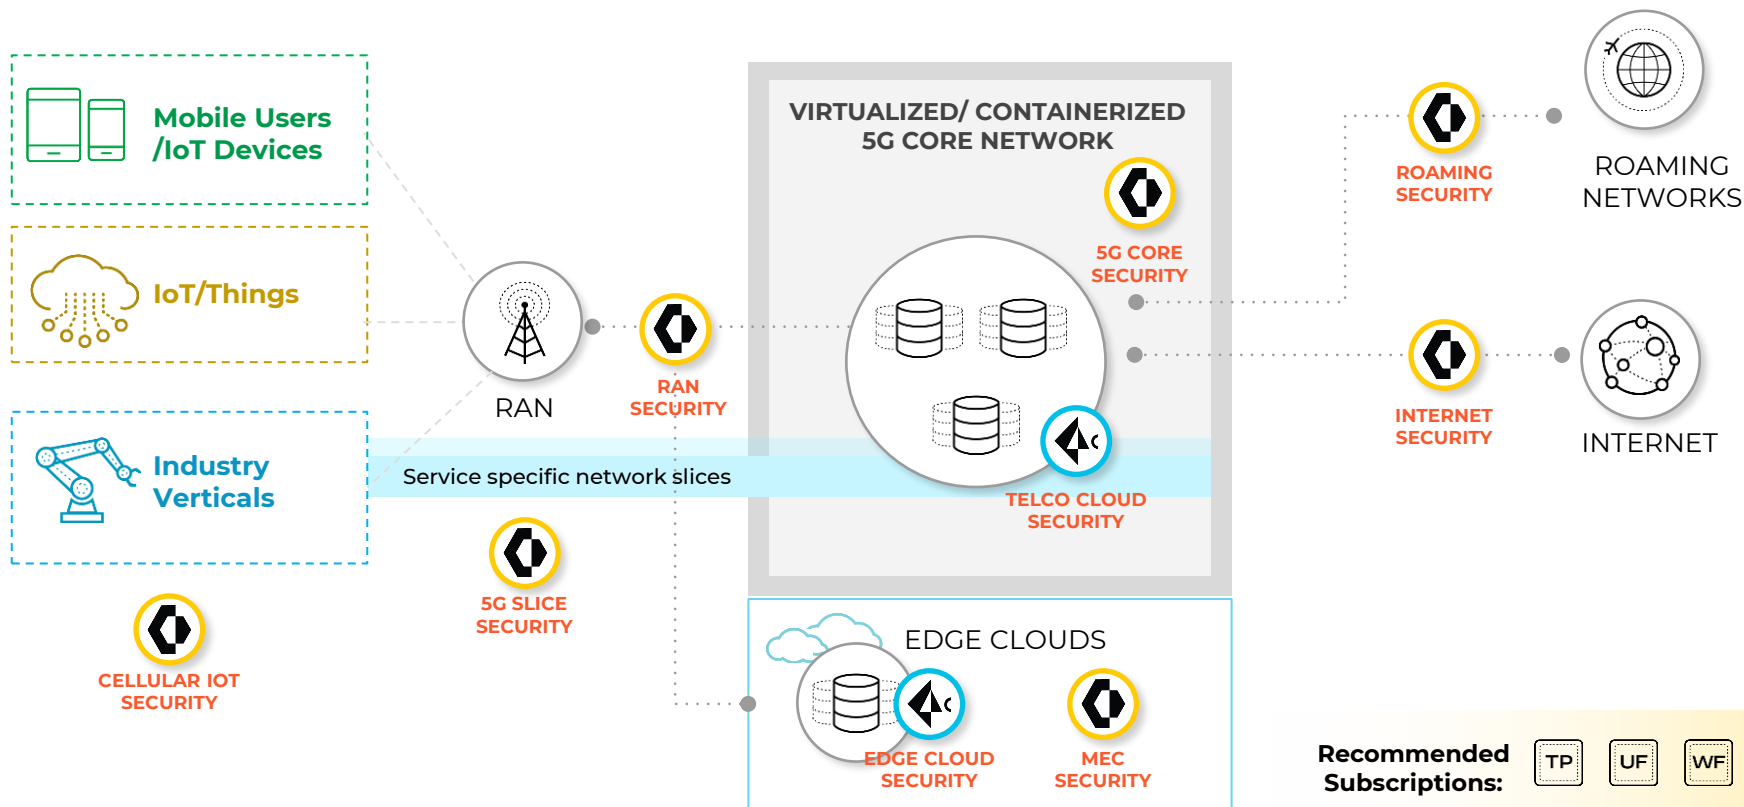 Mobile Users
/IoT Devices
IoT/Things
Industry
Verticals
CELLULAR IOT
SECURITY
RAN
RAN
SECURITY
Service specific network slices
5G SLICE
SECURITY
VIRTUALIZED/ CONTAINERIZED
5G CORE NETWORK
5G CORE
SECURITY
TELCO CLOUD
SECURITY
EDGE CLOUDS
EDGE CLOUD
SECURITY
MEC
SECURITY
ROAMING
SECURITY
ROAMING
NETWORKS
INTERNET
SECURITY
INTERNET
Recommended
Subscriptions:
TP
UF
WF